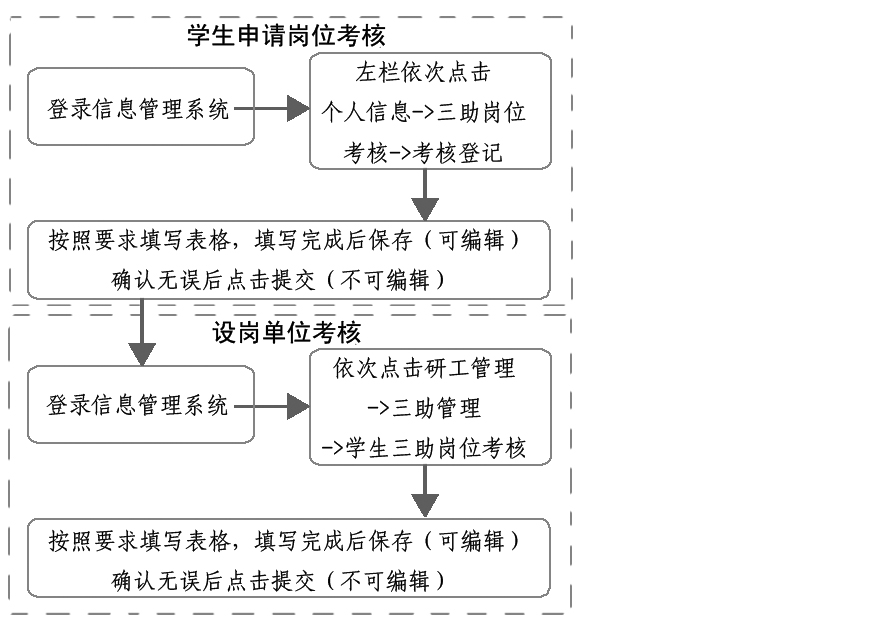 学生申请岗位考核
登录信息管理系统
左栏依次点击
个人信息->三助岗位
考核->考核登记
按照要求填写表格，填写完成后保存（可编辑）
确认无误后点击提交（不可编辑）
设岗单位考核
登录信息管理系统
依次点击研工管理
->三助管理
->学生三助岗位考核
按照要求填写表格，填写完成后保存（可编辑）
确认无误后点击提交（不可编辑）